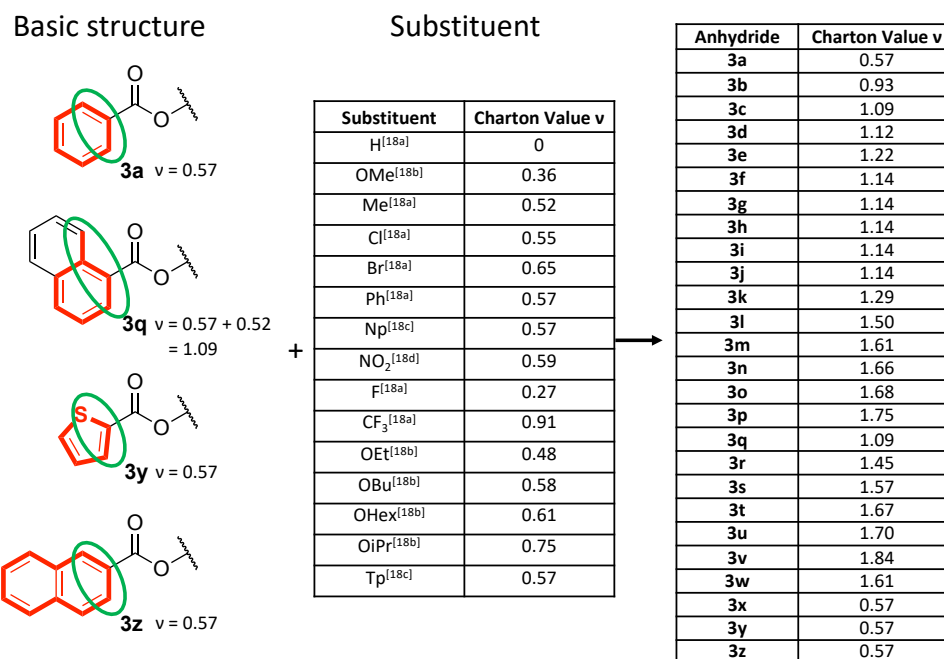 Basic structure
O
O
3a ν = 0.57
O
O
3q ν = 0.57 + 0.52
= 1.09
O
S
O
3y ν = 0.57
O
O
3z ν = 0.57
+
Substituent
Substituent Charton Value ν
H[18a] 0
OMe[18b] 0.36
Me[18a] 0.52
Cl[18a] 0.55
Br[18a] 0.65
Ph[18a] 0.57
Np[18c] 0.57
NO2[18d] 0.59
F[18a] 0.27
CF3[18a] 0.91
OEt[18b] 0.48
OBu[18b] 0.58
OHex[18b] 0.61
OiPr[18b] 0.75
Tp[18c] 0.57
Anhydride Charton Value ν
3a 0.57
3b 0.93
3c 1.09
3d 1.12
3e 1.22
3f 1.14
3g 1.14
3h 1.14
3i 1.14
3j 1.14
3k 1.29
3l 1.50
3m 1.61
3n 1.66
3o 1.68
3p 1.75
3q 1.09
3r 1.45
3s 1.57
3t 1.67
3u 1.70
3v 1.84
3w 1.61
3x 0.57
3y 0.57
3z 0.57